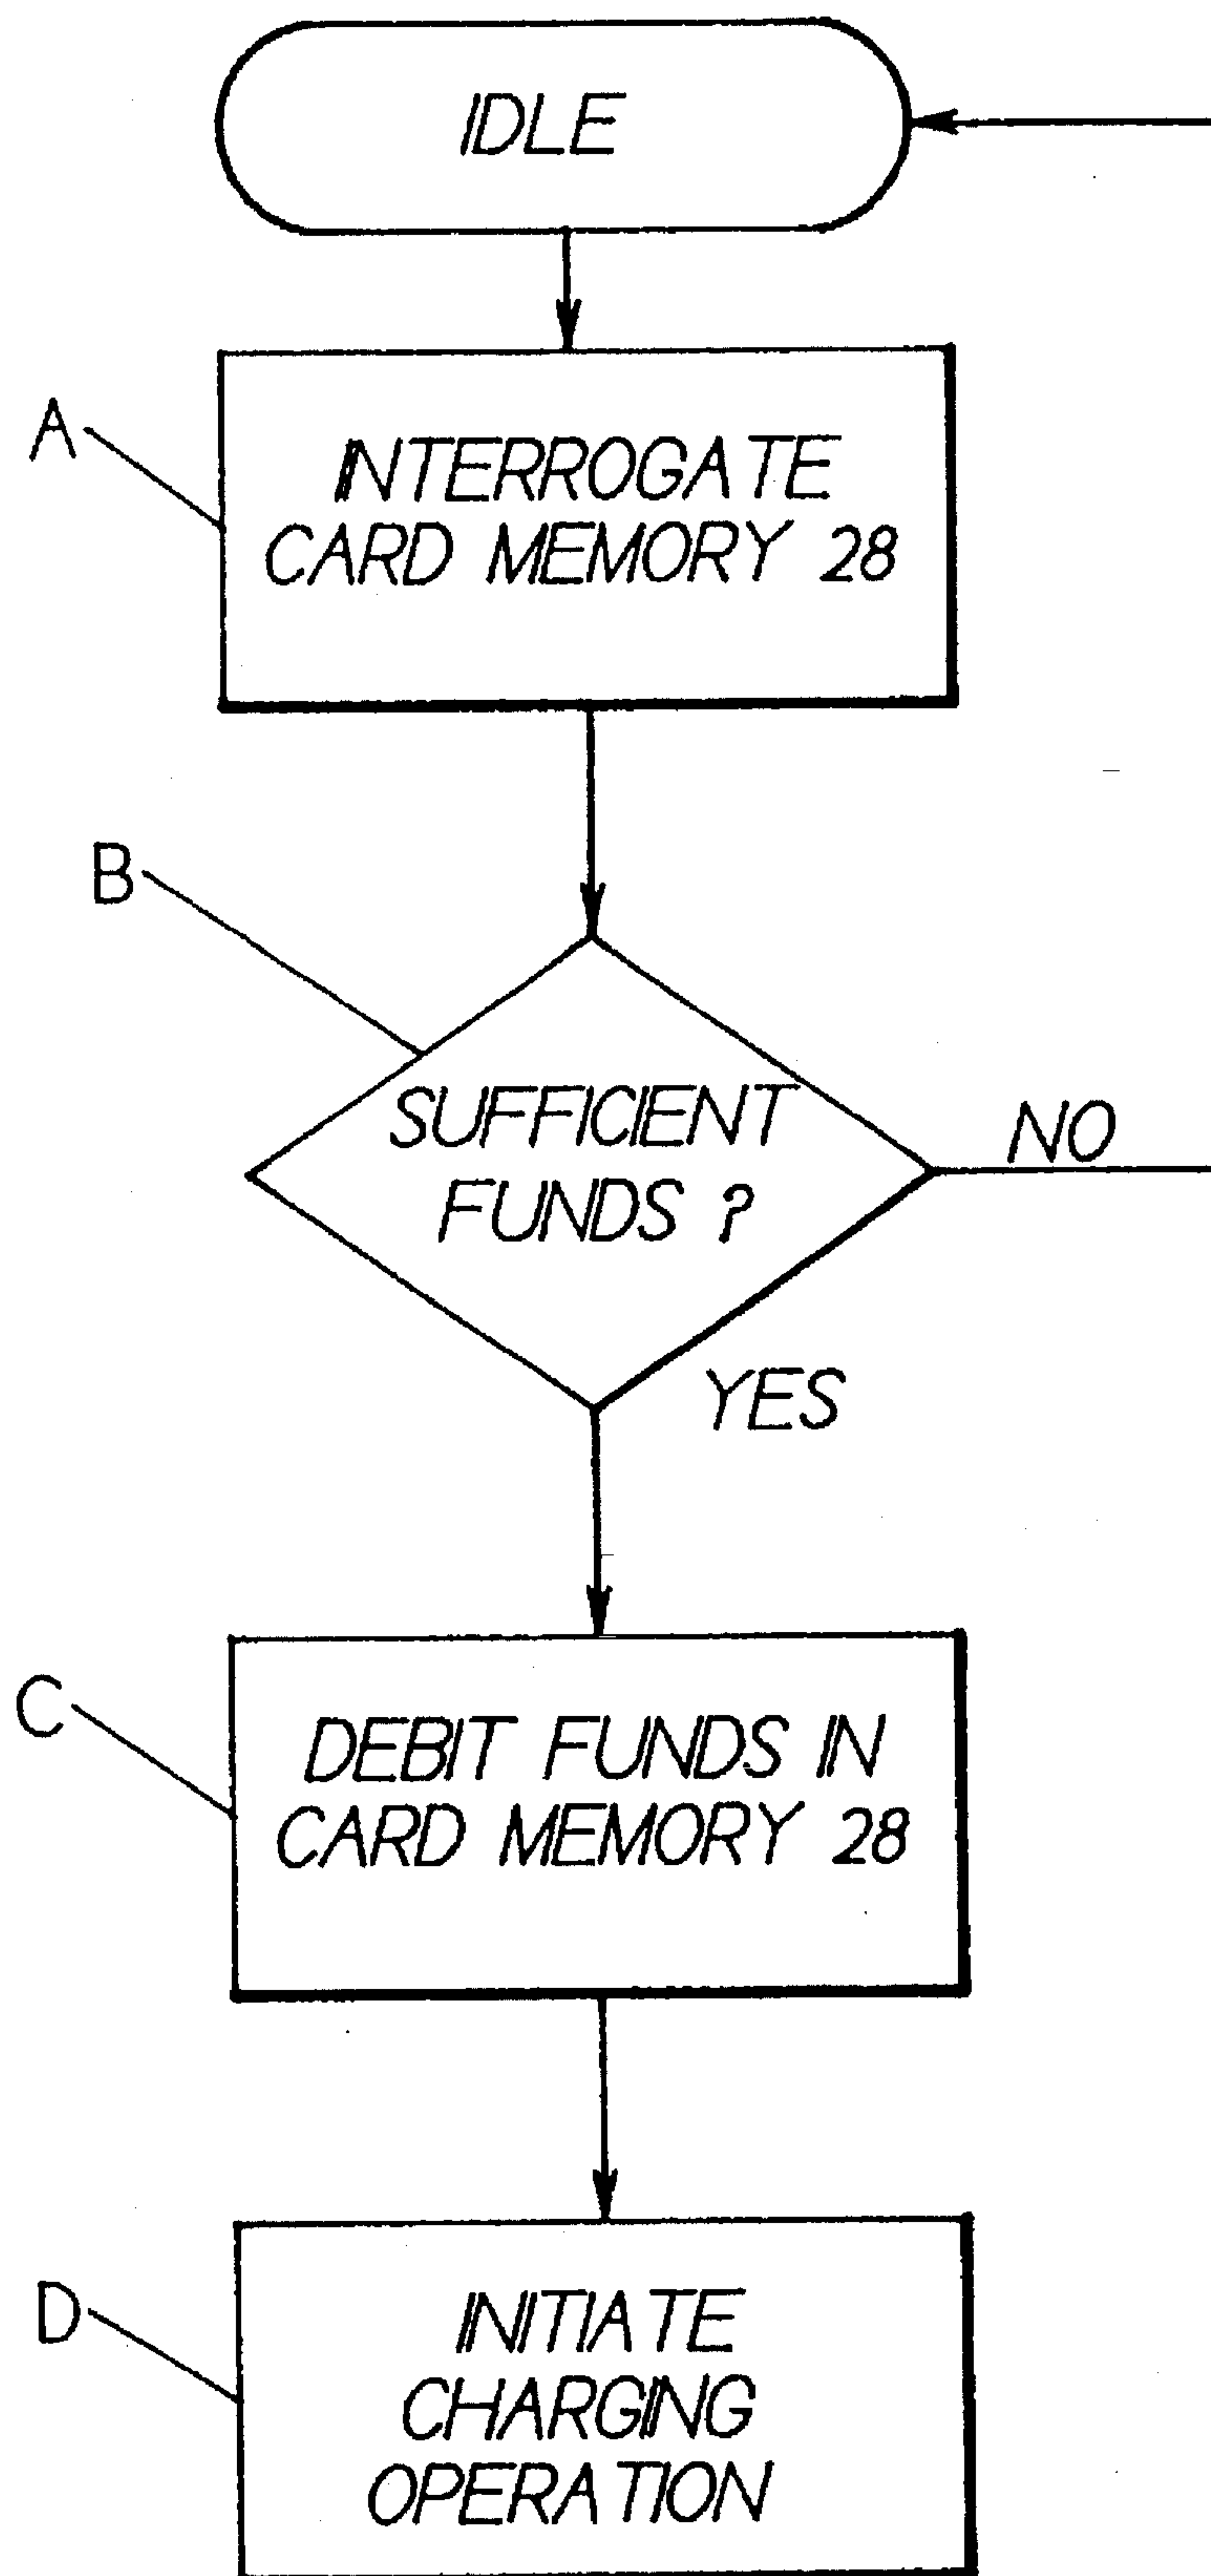 IDLE
A
INTERROGATE
CARD MEMORY 28
B
SUFFICIENT
FUNDS ?
NO
YES
C
DEBIT FUNDS IN
CARD MEMORY 28
D
INITIATE
CHARGING
OPERATION